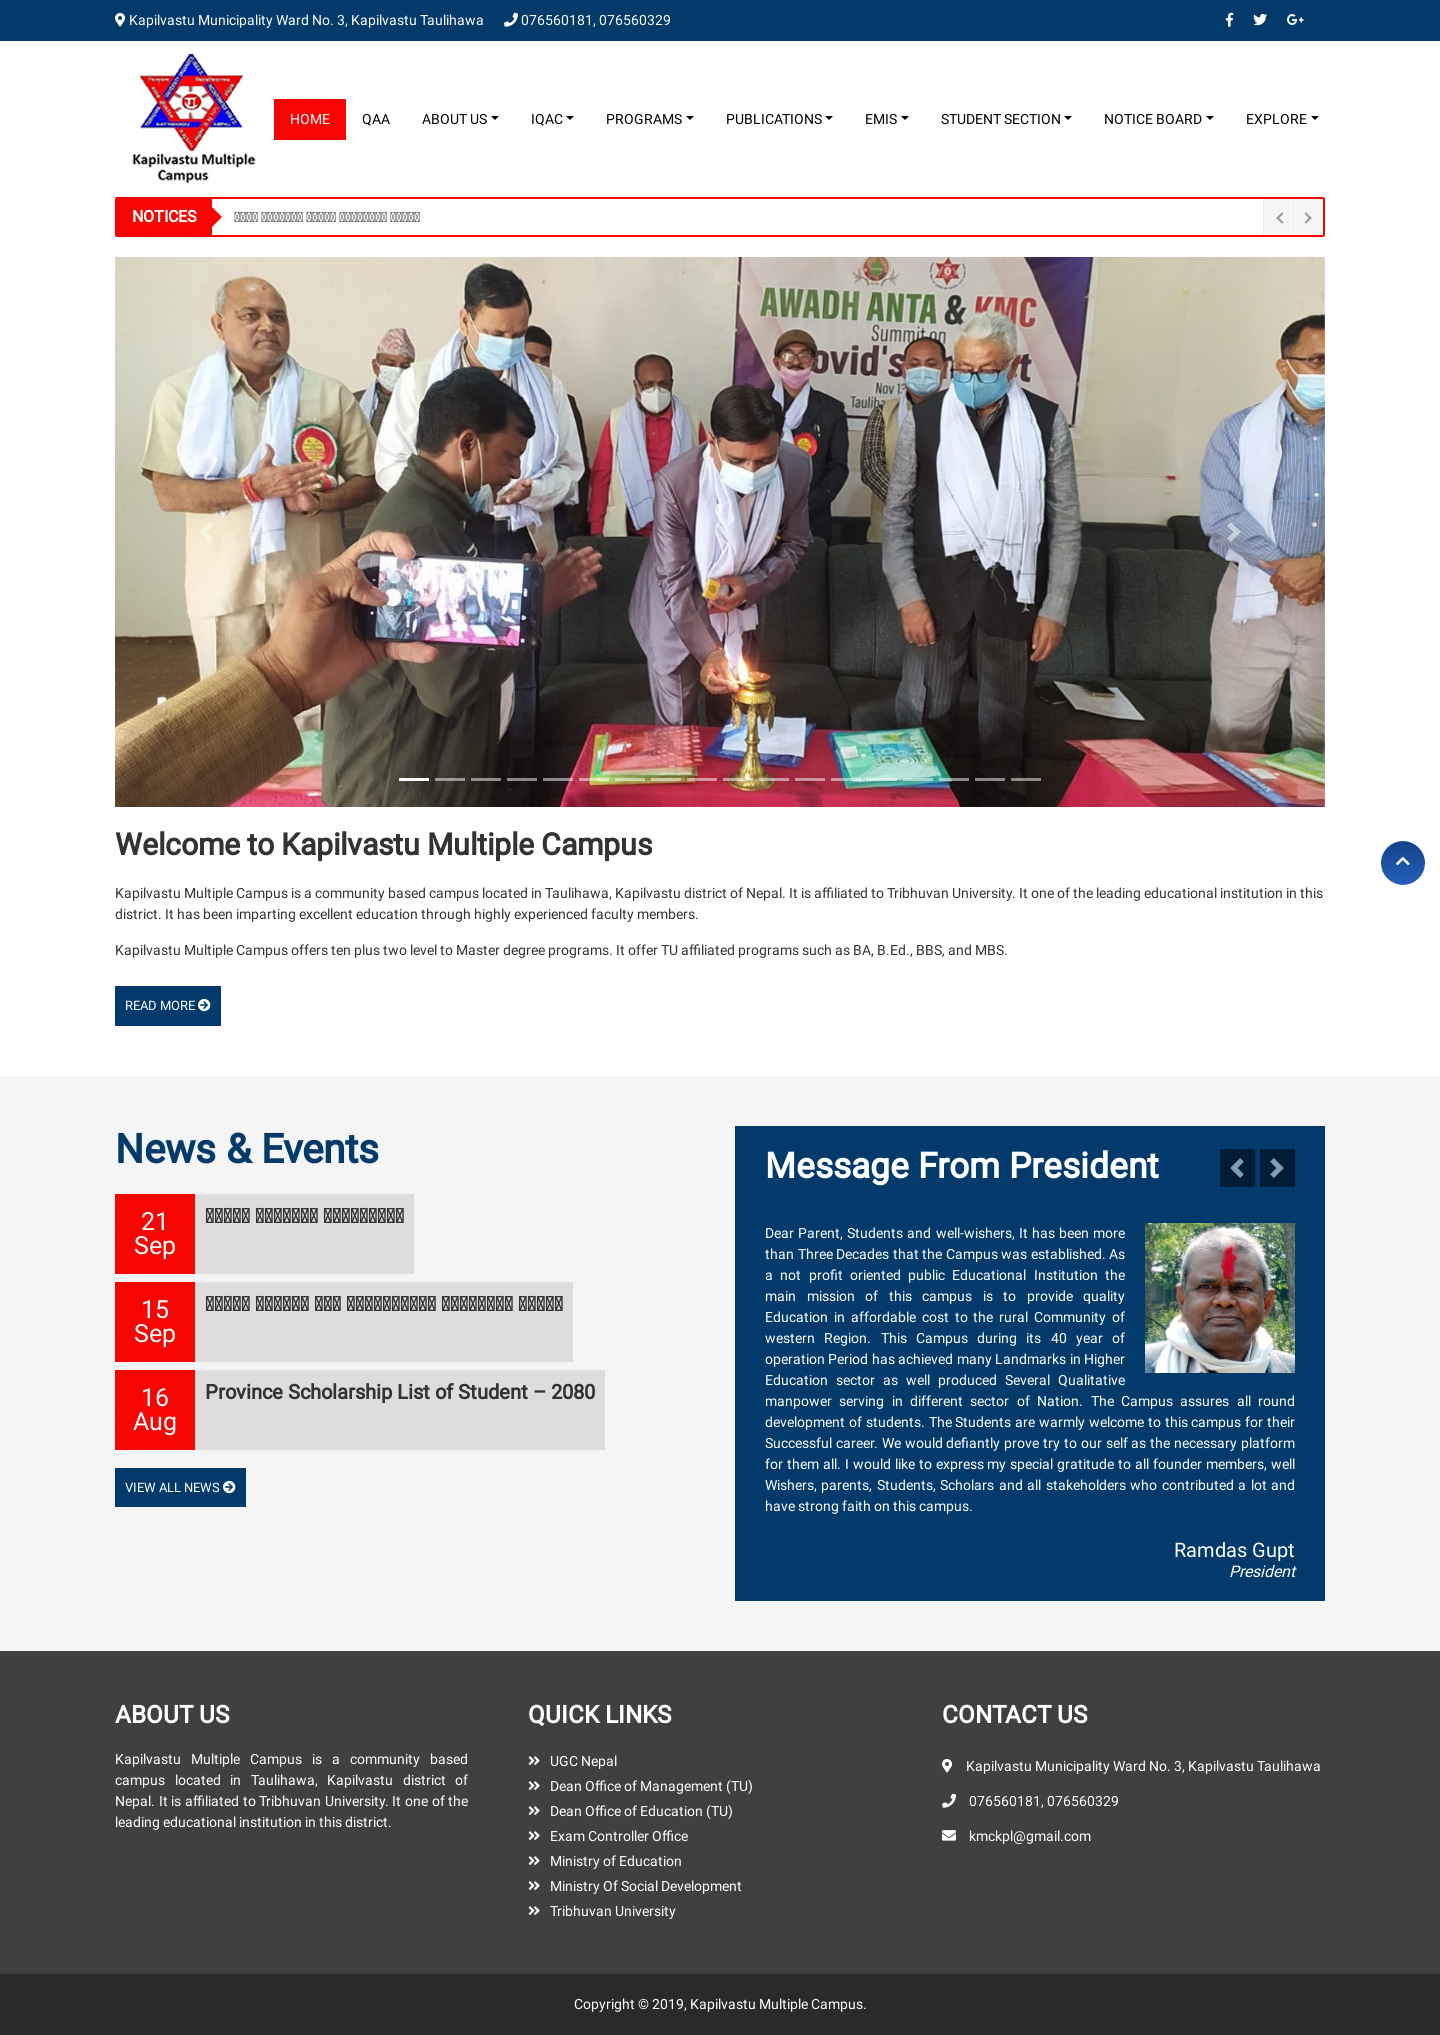 Kapilvastu Municipality Ward No. 3, Kapilvastu Taulihawa 076560181, 076560329
Kapilvastu Multiple
Campus
HOME QAA ABOUT US IQAC PROGRAMS PUBLICATIONS EMIS STUDENT SECTION NOTICE BOARD EXPLORE
NOTICES
AWADH ANTA & KMC
Summit on
Nov 1
Welcome to Kapilvastu Multiple Campus
Kapilvastu Multiple Campus is a community based campus located in Taulihawa, Kapilvastu district of Nepal. It is affiliated to Tribhuvan University. It one of the leading educational institution in this
district. It has been imparting excellent education through highly experienced faculty members.
Kapilvastu Multiple Campus offers ten plus two level to Master degree programs. It offer TU affiliated programs such as BA, B.Ed., BBS, and MBS.
READ MORE
News & Events
21
Sep
15
Sep
16
Aug
Province Scholarship List of Student – 2080
VIEW ALL NEWS
Message From President
Dear Parent, Students and well-wishers, It has been more
than Three Decades that the Campus was established. As
a not profit oriented public Educational Institution the
main mission of this campus is to provide quality
Education in affordable cost to the rural Community of
western Region. This Campus during its 40 year of
operation Period has achieved many Landmarks in Higher
Education sector as well produced Several Qualitative
manpower serving in different sector of Nation. The Campus assures all round
development of students. The Students are warmly welcome to this campus for their
Successful career. We would defiantly prove try to our self as the necessary platform
for them all. I would like to express my special gratitude to all founder members, well
Wishers, parents, Students, Scholars and all stakeholders who contributed a lot and
have strong faith on this campus.
Ramdas Gupt
President
ABOUT US
Kapilvastu Multiple Campus is a community based
campus located in Taulihawa, Kapilvastu district of
Nepal. It is affiliated to Tribhuvan University. It one of the
leading educational institution in this district.
QUICK LINKS
UGC Nepal
Dean Office of Management (TU)
Dean Office of Education (TU)
Exam Controller Office
Ministry of Education
Ministry Of Social Development
Tribhuvan University
CONTACT US
Kapilvastu Municipality Ward No. 3, Kapilvastu Taulihawa
076560181, 076560329
kmckpl@gmail.com
Copyright © 2019, Kapilvastu Multiple Campus.